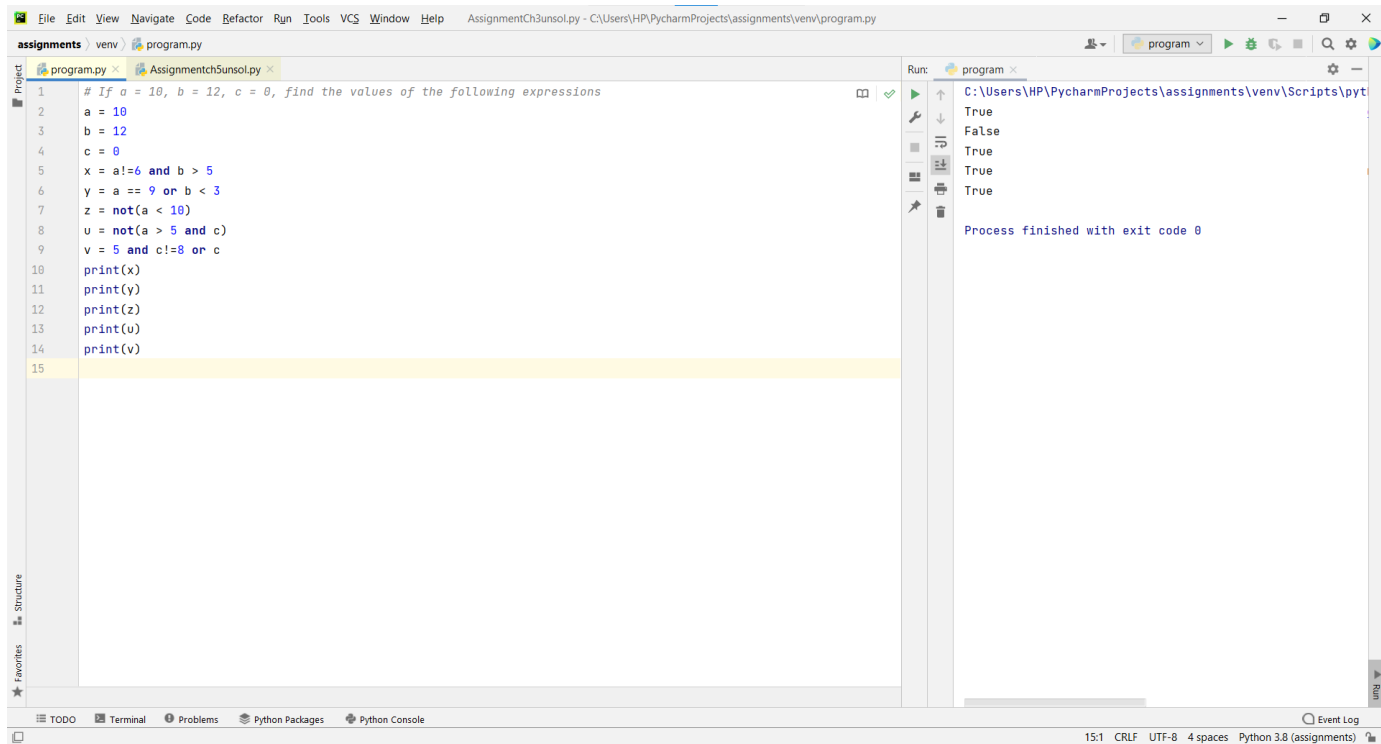 File Edit View Navigate Code Refactor Run Tools VCS Window Help AssignmentCh3unsol.py - C:\Users\HP\PycharmProjects\assignments\venv\program.py
assignments venv program.py program
Project program.py Assignmentch5unsol.py Run: program
1 # If a = 10, b = 12, c = 0, find the values of the following expressions
2 a = 10
3 b = 12
4 c = 0
5 x = a!=6 and b > 5
6 y = a == 9 or b < 3
7 z = not(a < 10)
8 u = not(a > 5 and c)
9 v = 5 and c!=8 or c
10 print(x)
11 print(y)
12 print(z)
13 print(u)
14 print(v)
15
C:\Users\HP\PycharmProjects\assignments\venv\Scripts\pyt
True
False
True
True
True
Process finished with exit code 0
Structure
Favorites
Run
TODO Terminal Problems Python Packages Python Console Event Log
15:1 CRLF UTF-8 4 spaces Python 3.8 (assignments)